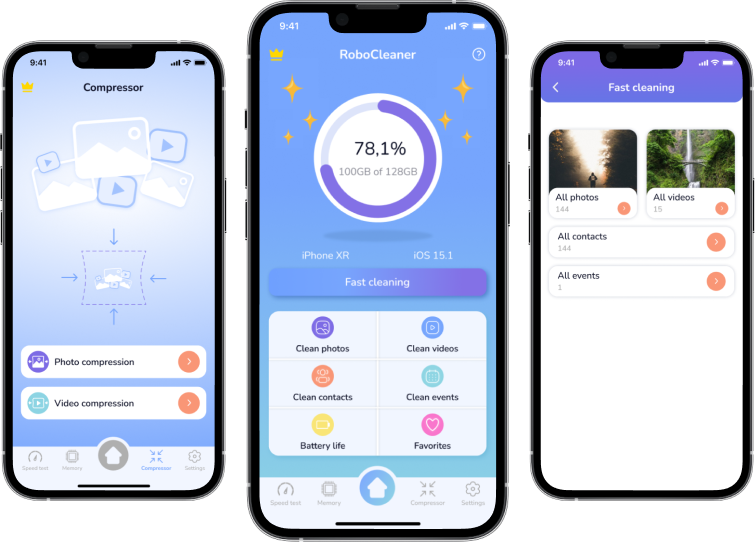 9:41
Compressor
Photo compression
Video compression
Speed test
Memory
Compressor
Settings
9:41
RoboCleaner
78,1%
100GB of 128GB
iPhone XR
iOS 15.1
Fast cleaning
Clean photos
Clean videos
Clean contacts
Clean events
Battery life
Favorites
Speed test
Memory
Compressor
Settings
9:41
Fast cleaning
All photos
144
All videos
15
All contacts
144
All events
1